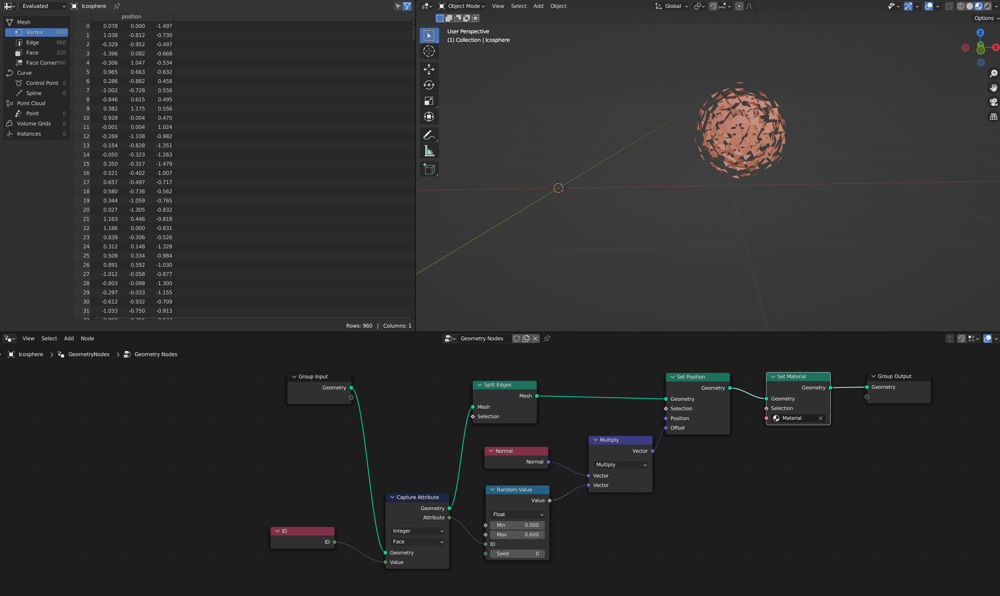 Evaluated Icosphere
position
Mesh
Vertex 960
Edge 960
Face 320
Face Corner 960
Curve
Control Point 0
Spline 0
Point Cloud 0
Point 0
Volume Grids 0
Instances 0
0 0.078 0.000 -1.497
1 1.038 -0.812 -0.730
2 -0.329 -0.952 -0.497
3 -1.396 0.082 -0.668
4 -0.306 1.047 -0.534
5 0.965 0.663 -0.632
6 0.286 -0.882 0.458
7 -1.002 -0.728 0.556
8 -0.846 0.615 0.495
9 0.382 1.175 0.556
10 0.928 -0.004 0.470
11 -0.001 0.004 1.024
12 -0.269 -1.108 -0.982
13 -0.154 -0.828 -1.351
14 -0.050 -0.323 -1.263
15 0.350 -0.317 -1.479
16 0.521 -0.402 -1.007
17 0.657 -0.497 -0.717
18 0.580 -0.736 -0.562
19 0.344 -1.059 -0.765
20 0.027 -1.305 -0.832
21 1.163 0.446 -0.818
22 1.186 0.000 -0.831
23 0.839 -0.306 -0.526
24 0.312 0.148 -1.328
25 0.509 0.334 -0.984
26 0.891 0.592 -1.030
27 -1.012 -0.058 -0.877
28 -0.803 -0.098 -1.300
29 -0.297 -0.033 -1.155
30 -0.612 -0.932 -0.709
31 -1.033 -0.750 -0.913
Rows: 960 | Columns: 1
Object Mode View Select Add Object Global
Options
User Perspective
(1) Collection | Icosphere
Z
Y
X
View Select Add Node Geometry Nodes
Icosphere > GeometryNodes > Geometry Nodes
Group Input
Geometry
ID
ID
Capture Attribute
Geometry
Attribute
Integer
Face
Geometry
Value
Split Edges
Mesh
Mesh
Selection
Normal
Normal
Random Value
Value
Float
Min 0.000
Max 0.600
ID
Seed 0
Multiply
Vector
Multiply
Vector
Vector
Set Position
Geometry
Geometry
Selection
Position
Offset
Set Material
Geometry
Geometry
Selection
Material
Group Output
Geometry